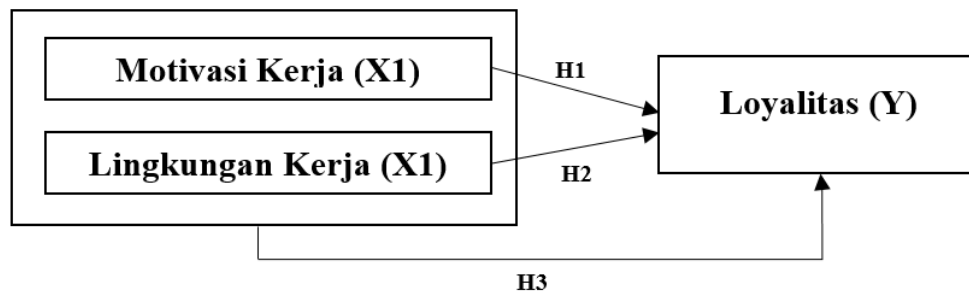 Motivasi Kerja (X1)
H1
Loyalitas (Y)
Lingkungan Kerja (X1)
H2
H3